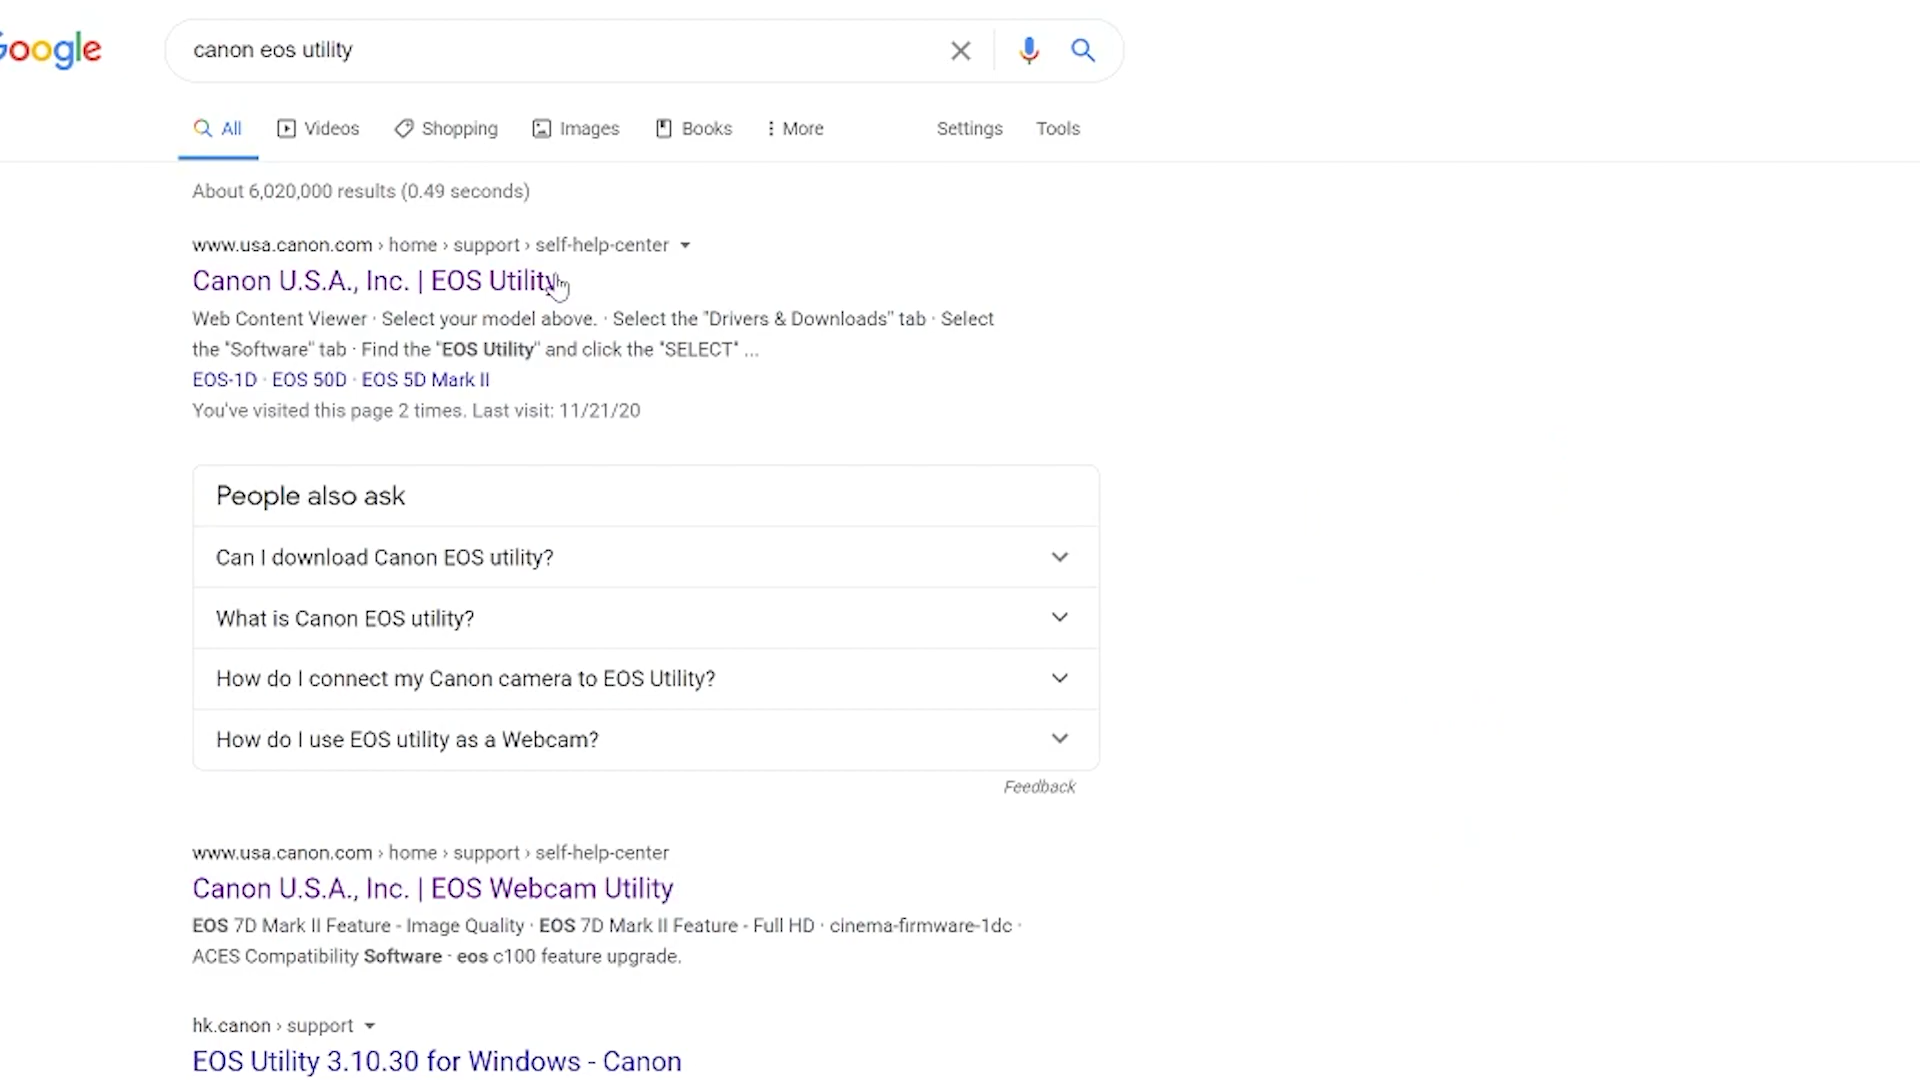 Google
canon eos utility
All Videos Shopping Images Books More Settings Tools
About 6,020,000 results (0.49 seconds)
www.usa.canon.com › home › support › self-help-center
Canon U.S.A., Inc. | EOS Utility
Web Content Viewer · Select your model above. · Select the "Drivers & Downloads" tab · Select
the "Software" tab · Find the "EOS Utility" and click the "SELECT" ...
EOS-1D · EOS 50D · EOS 5D Mark II
You've visited this page 2 times. Last visit: 11/21/20
People also ask
Can I download Canon EOS utility?
What is Canon EOS utility?
How do I connect my Canon camera to EOS Utility?
How do I use EOS utility as a Webcam?
Feedback
www.usa.canon.com › home › support › self-help-center
Canon U.S.A., Inc. | EOS Webcam Utility
EOS 7D Mark II Feature - Image Quality · EOS 7D Mark II Feature - Full HD · cinema-firmware-1dc ·
ACES Compatibility Software · eos c100 feature upgrade.
hk.canon › support
EOS Utility 3.10.30 for Windows - Canon